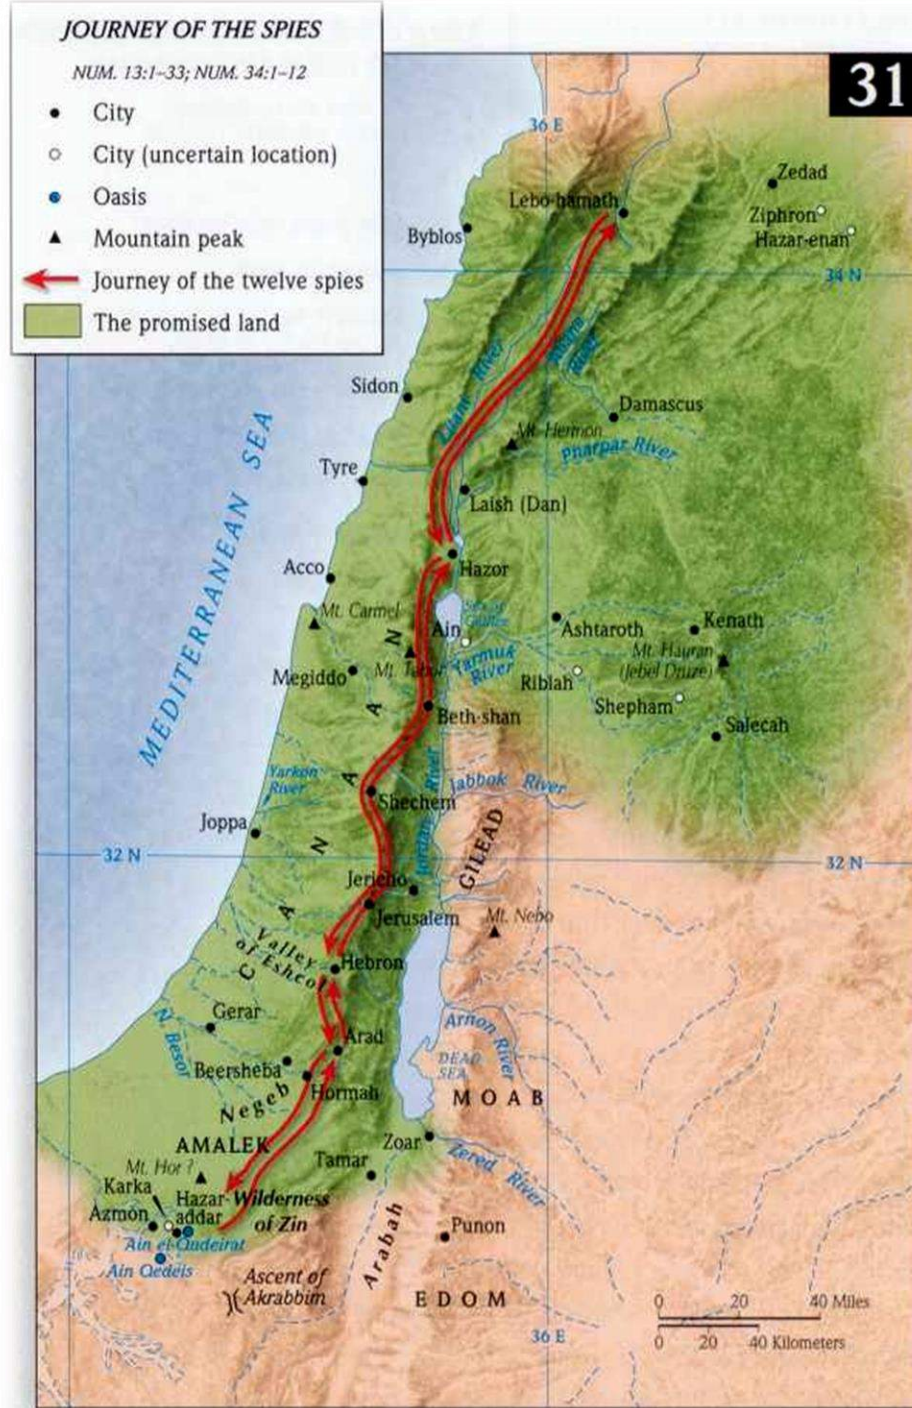 JOURNEY OF THE SPIES
NUM. 13:1–33; NUM. 34:1–12
City
City (uncertain location)
Oasis
Mountain peak
Journey of the twelve spies
The promised land
31
36 E
Zedad
Lebo-hamath
Ziphron
Byblos
Hazar-enan
34 N
River
River
Sidon
Damascus
Mt. Hermon
Pharpar River
Tyre
Laish (Dan)
MEDITERRANEAN SEA
Hazor
Acco
Sea of
Galilee
Mt. Carmel
Ain
Ashtaroth
Kenath
Mt. Tabor
Yarmuk
River
Mt. Hauran
(Jebel Druze)
Megiddo
Riblah
Shepham
Beth-shan
Salecah
CANAAN
Yarkon
River
Jordan River
Jabbok River
Shechem
Joppa
GILEAD
32 N
32 N
Jericho
Jerusalem
Mt. Nebo
Valley
of Eshcol
Hebron
Gerar
Arnon River
N. Besor
Arad
Beersheba
DEAD
SEA
Hormah
Negeb
MOAB
AMALEK
Zoar
Zered River
Mt. Hor ?
Tamar
Karka
Hazar-
addar
Wilderness
of Zin
Azmon
Arabah
Punon
Ain el-Qudeirat
Ain Qedeis
Ascent of
Akrabbim
EDOM
0 20 40 Miles
0 20 40 Kilometers
36 E